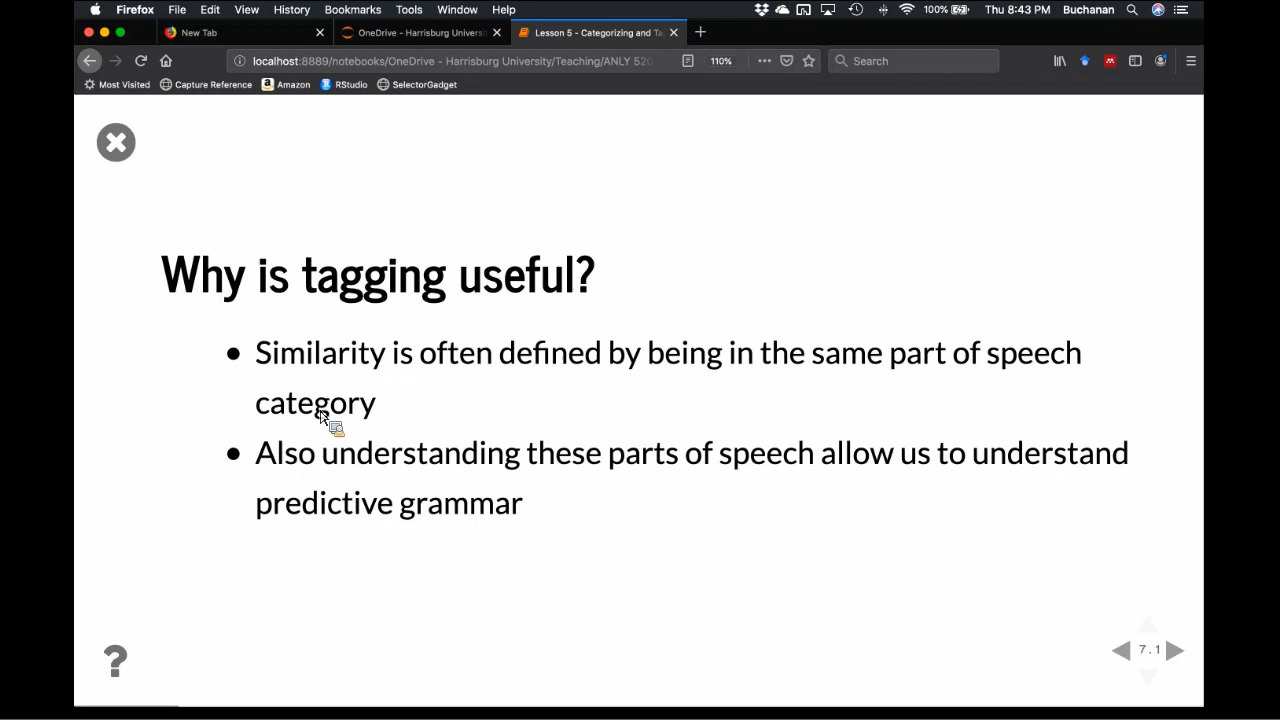 Firefox File Edit View History Bookmarks Tools Window Help 100% Thu 8:43 PM Buchanan
New Tab OneDrive - Harrisburg Universi Lesson 5 - Categorizing and Ta
localhost:8889/notebooks/OneDrive - Harrisburg University/Teaching/ANLY 520 110% Search
Most Visited Capture Reference Amazon RStudio SelectorGadget
Why is tagging useful?
• Similarity is often defined by being in the same part of speech
category
• Also understanding these parts of speech allow us to understand
predictive grammar
? 7.1